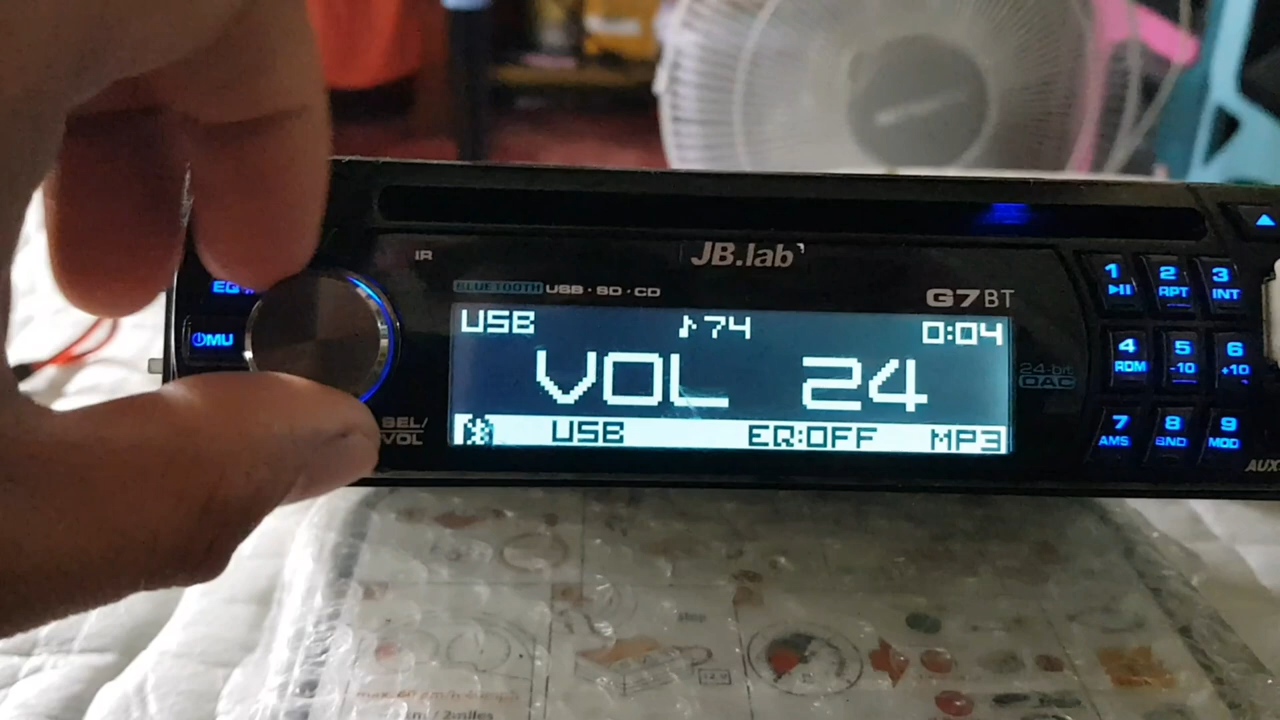 IR
JB.lab
BLUETOOTH USB · SD · CD
G7BT
EQ
USB ♪74 0:04
VOL 24
USB EQ:OFF MP3
MU
SEL/
VOL
24-bit
DAC
1 2 3
RPT INT
4 5 6
RDM -10 +10
7 8 9
AMS BND MOD
AUX